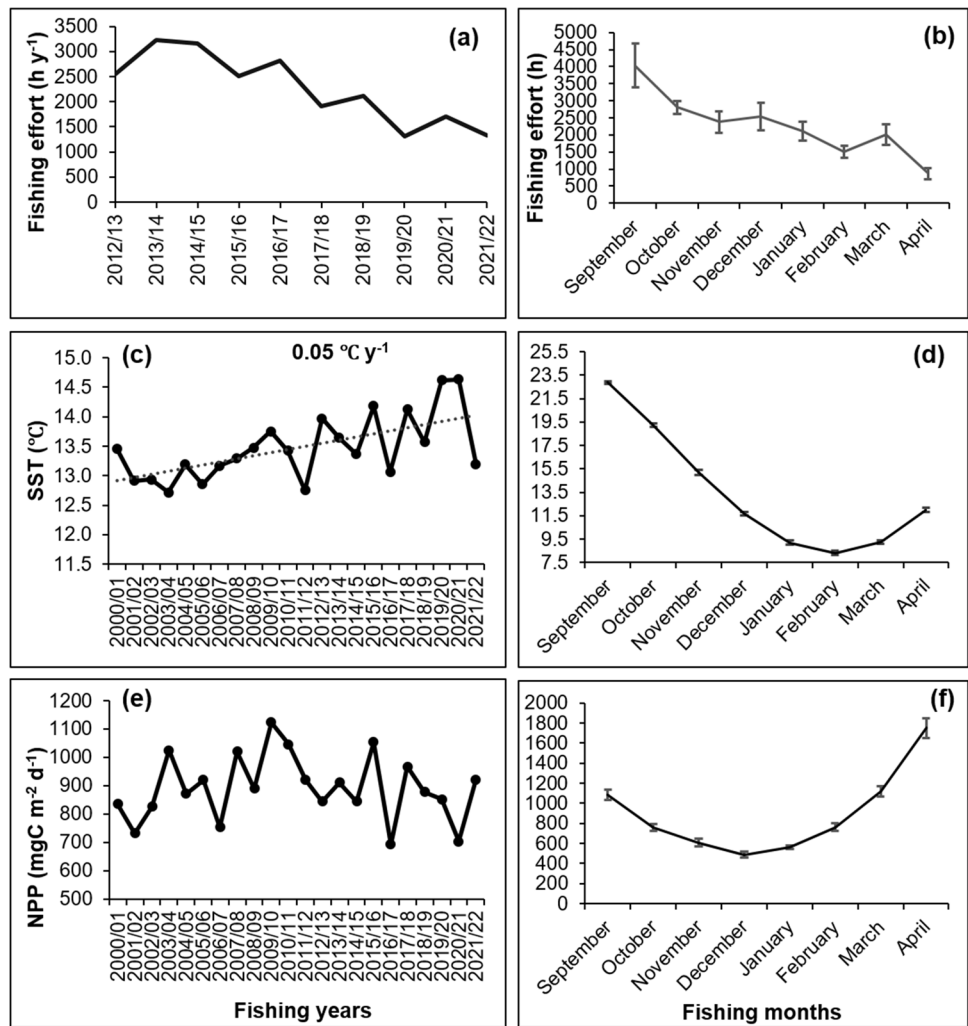 (a)
Fishing effort (h y-1)
3500
3000
2500
2000
1500
1000
500
0
2012/13
2013/14
2014/15
2015/16
2016/17
2017/18
2018/19
2019/20
2020/21
2021/22
(b)
Fishing effort (h)
5000
4500
4000
3500
3000
2500
2000
1500
1000
500
0
September
October
November
December
January
February
March
April
(c)
0.05 °C y-1
SST (°C)
15.0
14.5
14.0
13.5
13.0
12.5
12.0
11.5
2000/01
2001/02
2002/03
2003/04
2004/05
2005/06
2006/07
2007/08
2008/09
2009/10
2010/11
2011/12
2012/13
2013/14
2014/15
2015/16
2016/17
2017/18
2018/19
2019/20
2020/21
2021/22
(d)
25.5
23.5
21.5
19.5
17.5
15.5
13.5
11.5
9.5
7.5
September
October
November
December
January
February
March
April
(e)
NPP (mgC m-2 d-1)
1200
1100
1000
900
800
700
600
500
2000/01
2001/02
2002/03
2003/04
2004/05
2005/06
2006/07
2007/08
2008/09
2009/10
2010/11
2011/12
2012/13
2013/14
2014/15
2015/16
2016/17
2017/18
2018/19
2019/20
2020/21
2021/22
Fishing years
(f)
2000
1800
1600
1400
1200
1000
800
600
400
200
0
September
October
November
December
January
February
March
April
Fishing months